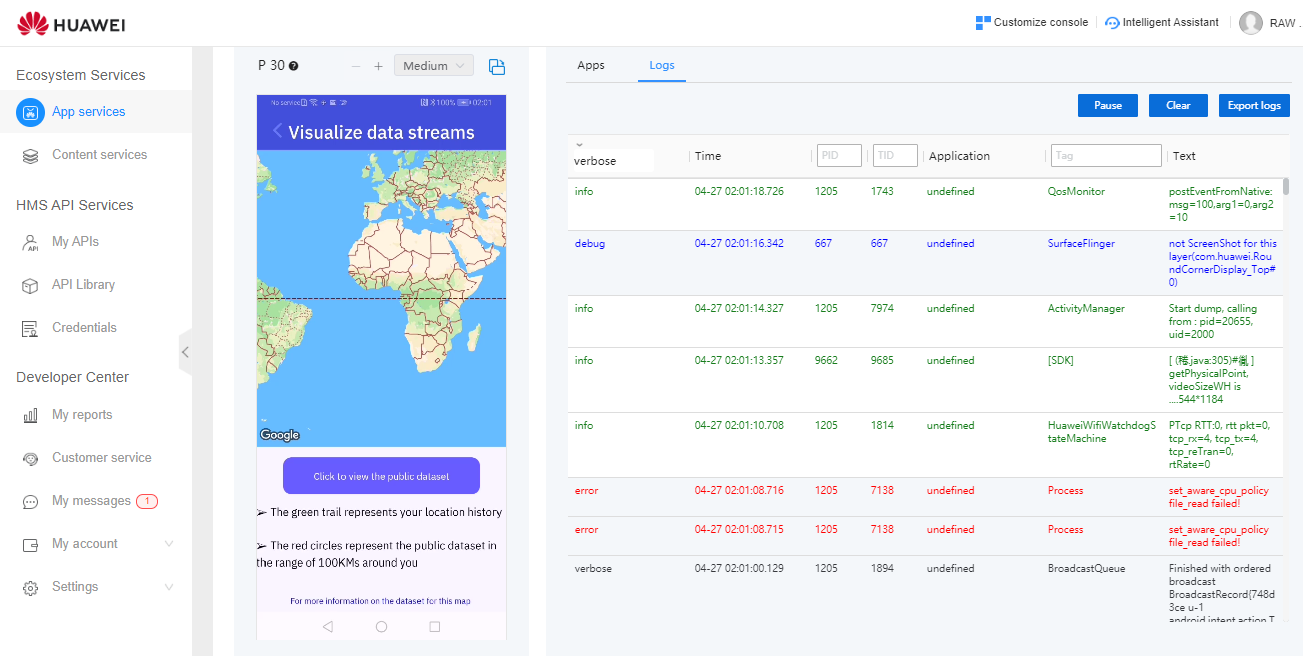 HUAWEI
Customize console
Intelligent Assistant
RAW .
Ecosystem Services
App services
Content services
HMS API Services
My APIs
API Library
Credentials
Developer Center
My reports
Customer service
My messages 1
My account
Settings
P 30
Medium
No service
100%
02:01
Visualize data streams
Google
Click to view the public dataset
➢ The green trail represents your location history
➢ The red circles represent the public dataset in
the range of 100KMs around you
For more information on the dataset for this map
Apps Logs
Pause Clear Export logs
verbose Time PID TID Application Tag Text
info 04-27 02:01:18.726 1205 1743 undefined QosMonitor postEventFromNative:
msg=100,arg1=0,arg2
=10
debug 04-27 02:01:16.342 667 667 undefined SurfaceFlinger not ScreenShot for this
layer(com.huawei.Rou
ndCornerDisplay_Top#
0)
info 04-27 02:01:14.327 1205 7974 undefined ActivityManager Start dump, calling
from : pid=20655,
uid=2000
info 04-27 02:01:13.357 9662 9685 undefined [SDK] [ (稀.java:305)#亂 ]
getPhysicalPoint,
videoSizeWH is
....544*1184
info 04-27 02:01:10.708 1205 1814 undefined HuaweiWifiWatchdogS PTcp RTT:0, rtt pkt=0,
tateMachine tcp_rx=4, tcp_tx=4,
tcp_reTran=0,
rtRate=0
error 04-27 02:01:08.716 1205 7138 undefined Process set_aware_cpu_policy
file_read failed!
error 04-27 02:01:08.715 1205 7138 undefined Process set_aware_cpu_policy
file_read failed!
verbose 04-27 02:01:00.129 1205 1894 undefined BroadcastQueue Finished with ordered
broadcast
BroadcastRecord{748d
3ce u-1
android.intent.action.T